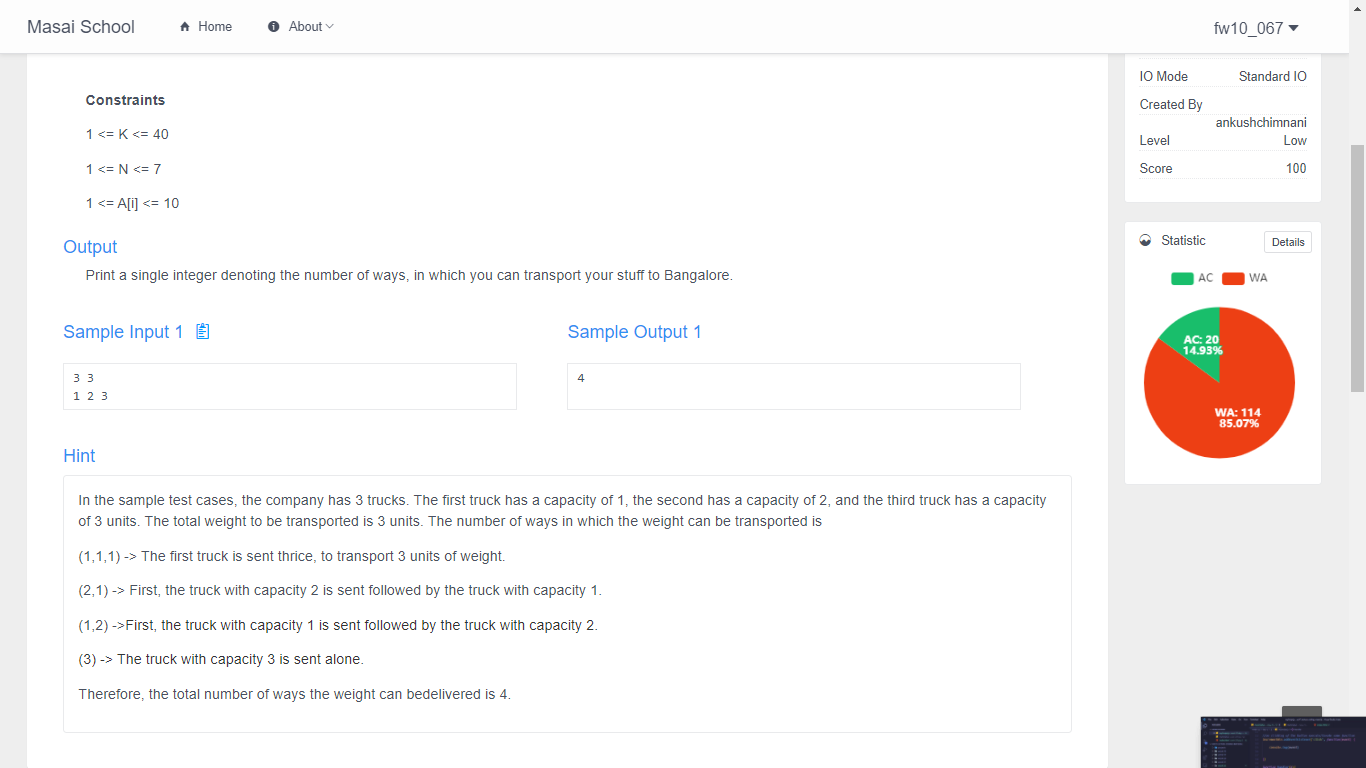 Masai School
Home
About
fw10_067
Constraints
1 <= K <= 40
1 <= N <= 7
1 <= A[i] <= 10
Output
Print a single integer denoting the number of ways, in which you can transport your stuff to Bangalore.
Sample Input 1
3 3
1 2 3
Sample Output 1
4
Hint
In the sample test cases, the company has 3 trucks. The first truck has a capacity of 1, the second has a capacity of 2, and the third truck has a capacity
of 3 units. The total weight to be transported is 3 units. The number of ways in which the weight can be transported is
(1,1,1) -> The first truck is sent thrice, to transport 3 units of weight.
(2,1) -> First, the truck with capacity 2 is sent followed by the truck with capacity 1.
(1,2) ->First, the truck with capacity 1 is sent followed by the truck with capacity 2.
(3) -> The truck with capacity 3 is sent alone.
Therefore, the total number of ways the weight can bedelivered is 4.
IO Mode Standard IO
Created By
ankushchimnani
Level Low
Score 100
Statistic
Details
AC WA
AC: 20
14.93%
WA: 114
85.07%